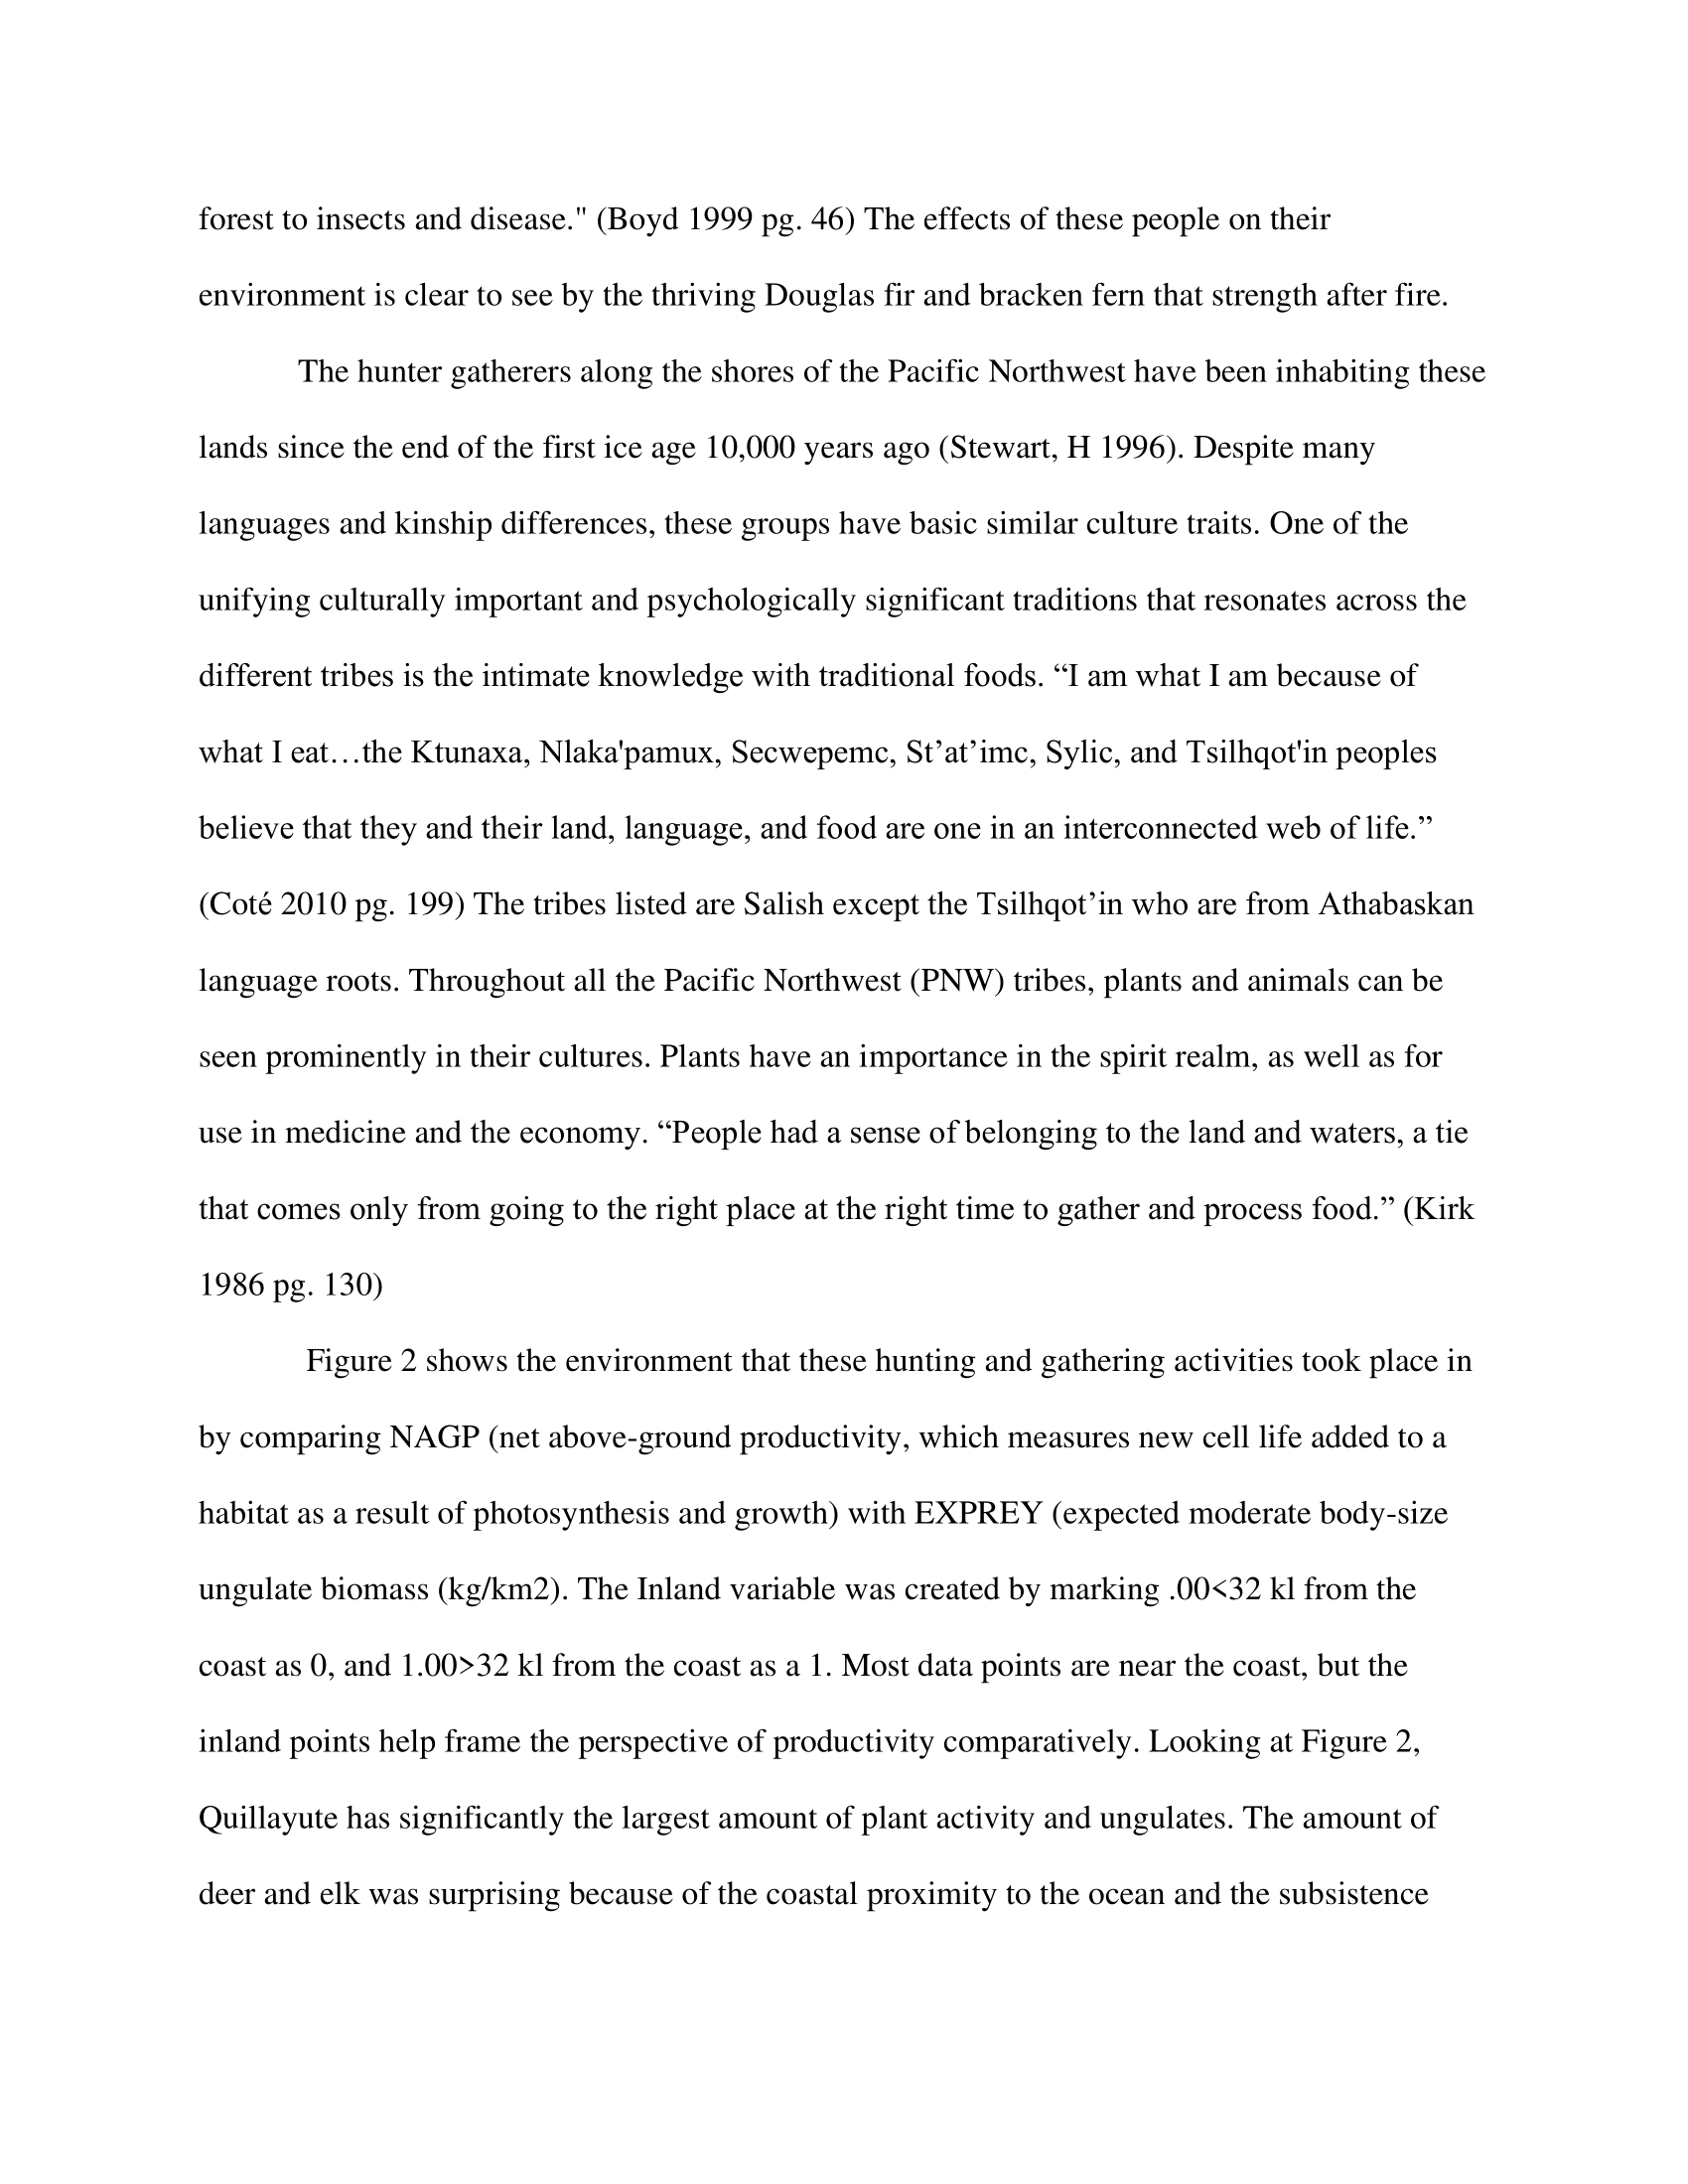 forest to insects and disease." (Boyd 1999 pg. 46) The effects of these people on their
environment is clear to see by the thriving Douglas fir and bracken fern that strength after fire.
The hunter gatherers along the shores of the Pacific Northwest have been inhabiting these
lands since the end of the first ice age 10,000 years ago (Stewart, H 1996). Despite many
languages and kinship differences, these groups have basic similar culture traits. One of the
unifying culturally important and psychologically significant traditions that resonates across the
different tribes is the intimate knowledge with traditional foods. “I am what I am because of
what I eat…the Ktunaxa, Nlaka'pamux, Secwepemc, St’at’imc, Sylic, and Tsilhqot'in peoples
believe that they and their land, language, and food are one in an interconnected web of life.”
(Coté 2010 pg. 199) The tribes listed are Salish except the Tsilhqot’in who are from Athabaskan
language roots. Throughout all the Pacific Northwest (PNW) tribes, plants and animals can be
seen prominently in their cultures. Plants have an importance in the spirit realm, as well as for
use in medicine and the economy. “People had a sense of belonging to the land and waters, a tie
that comes only from going to the right place at the right time to gather and process food.” (Kirk
1986 pg. 130)
Figure 2 shows the environment that these hunting and gathering activities took place in
by comparing NAGP (net above-ground productivity, which measures new cell life added to a
habitat as a result of photosynthesis and growth) with EXPREY (expected moderate body-size
ungulate biomass (kg/km2). The Inland variable was created by marking .00<32 kl from the
coast as 0, and 1.00>32 kl from the coast as a 1. Most data points are near the coast, but the
inland points help frame the perspective of productivity comparatively. Looking at Figure 2,
Quillayute has significantly the largest amount of plant activity and ungulates. The amount of
deer and elk was surprising because of the coastal proximity to the ocean and the subsistence